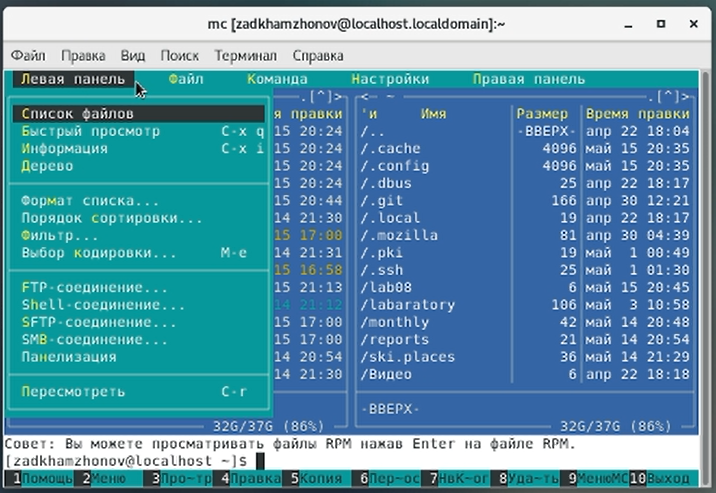 mc [zadkhamzhonov@localhost.localdomain]:~
Файл Правка Вид Поиск Терминал Справка
Левая панель Файл Команда Настройки Правая панель
.[^]> <— ~ .[^]>
Список файлов я правки 'и Имя Размер Время правки
Быстрый просмотр C-x q 15 20:24 /.. -ВВЕРХ- апр 22 18:04
Информация C-x i 15 20:24 /.cache 4096 май 15 20:35
Дерево 15 20:24 /.config 4096 май 15 20:35
15 20:24 /.dbus 25 апр 22 18:17
Формат списка... 15 20:44 /.git 166 апр 30 12:21
Порядок сортировки... 14 21:30 /.local 19 апр 22 18:17
Фильтр... 15 17:00 /.mozilla 81 апр 30 04:39
Выбор кодировки... M-e 14 21:31 /.pki 19 май 1 00:49
15 16:58 /.ssh 25 май 1 01:30
FTP-соединение... 15 21:13 /lab08 6 май 15 20:45
Shell-соединение... 14 21:12 /labaratory 106 май 3 10:58
SFTP-соединение... 15 17:00 /monthly 42 май 14 20:48
SMB-соединение... 15 17:00 /reports 21 май 14 20:54
Панелизация 14 20:54 /ski.places 36 май 14 21:29
14 21:30 /Видео 6 апр 22 18:18
Пересмотреть C-r
-ВВЕРХ-
32G/37G (86%) 32G/37G (86%)
Совет: Вы можете просматривать файлы RPM нажав Enter на файле RPM.
[zadkhamzhonov@localhost ~]$
1Помощь 2Меню 3Про~тр 4Правка 5Копия 6Пер~ос 7НвК~ог 8Уда~ть 9МенюMC 10Выход